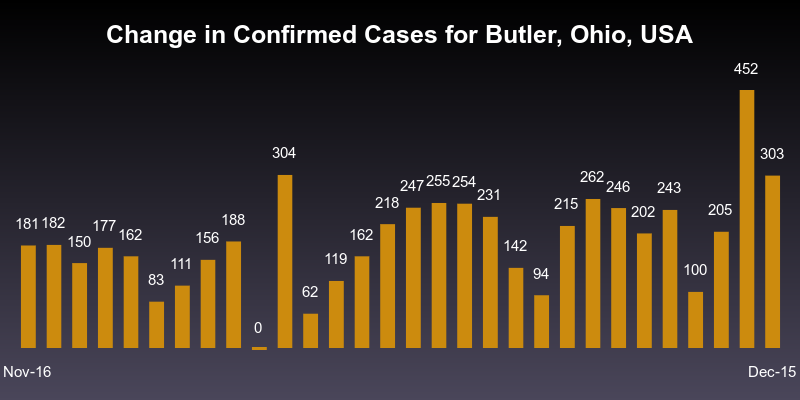 Change in Confirmed Cases for Butler, Ohio, USA
181 182 150 177 162 83 111 156 188 0 304 62 119 162 218 247 255 254 231 142 94 215 262 246 202 243 100 205 452 303
Nov-16 Dec-15